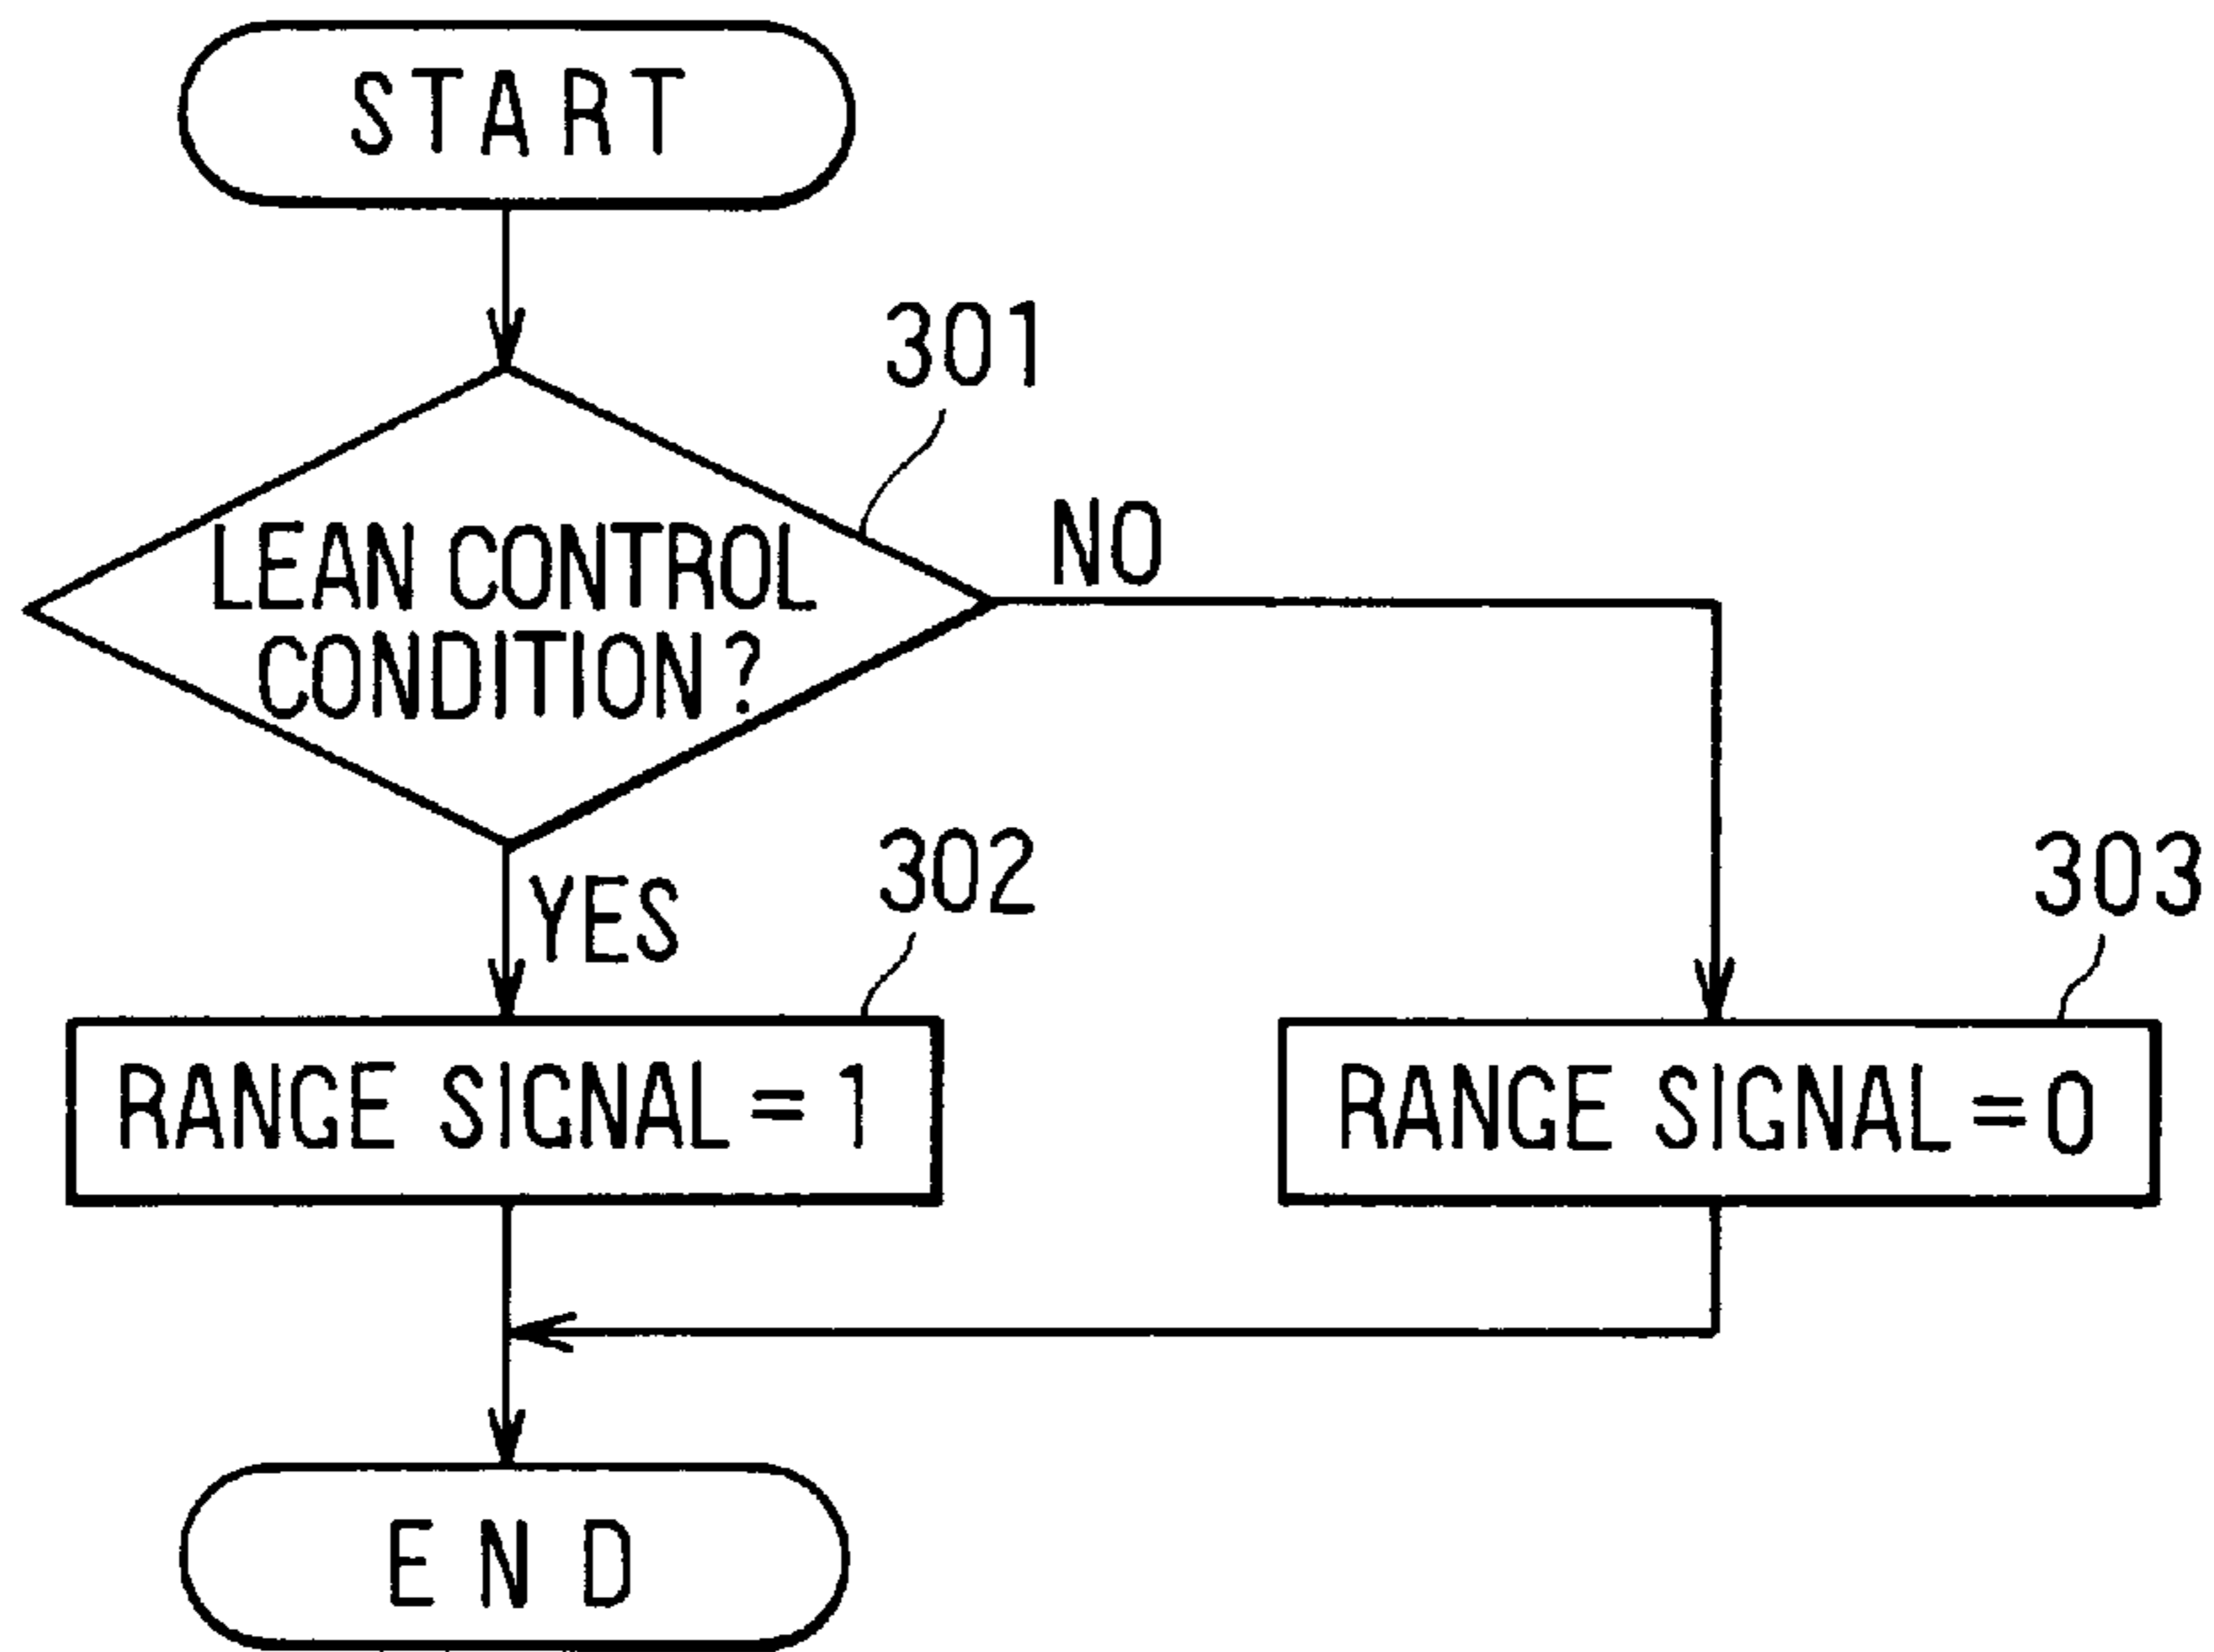 START
301
LEAN CONTROL
CONDITION?
NO
YES
302
303
RANGE SIGNAL = 1
RANGE SIGNAL = 0
END